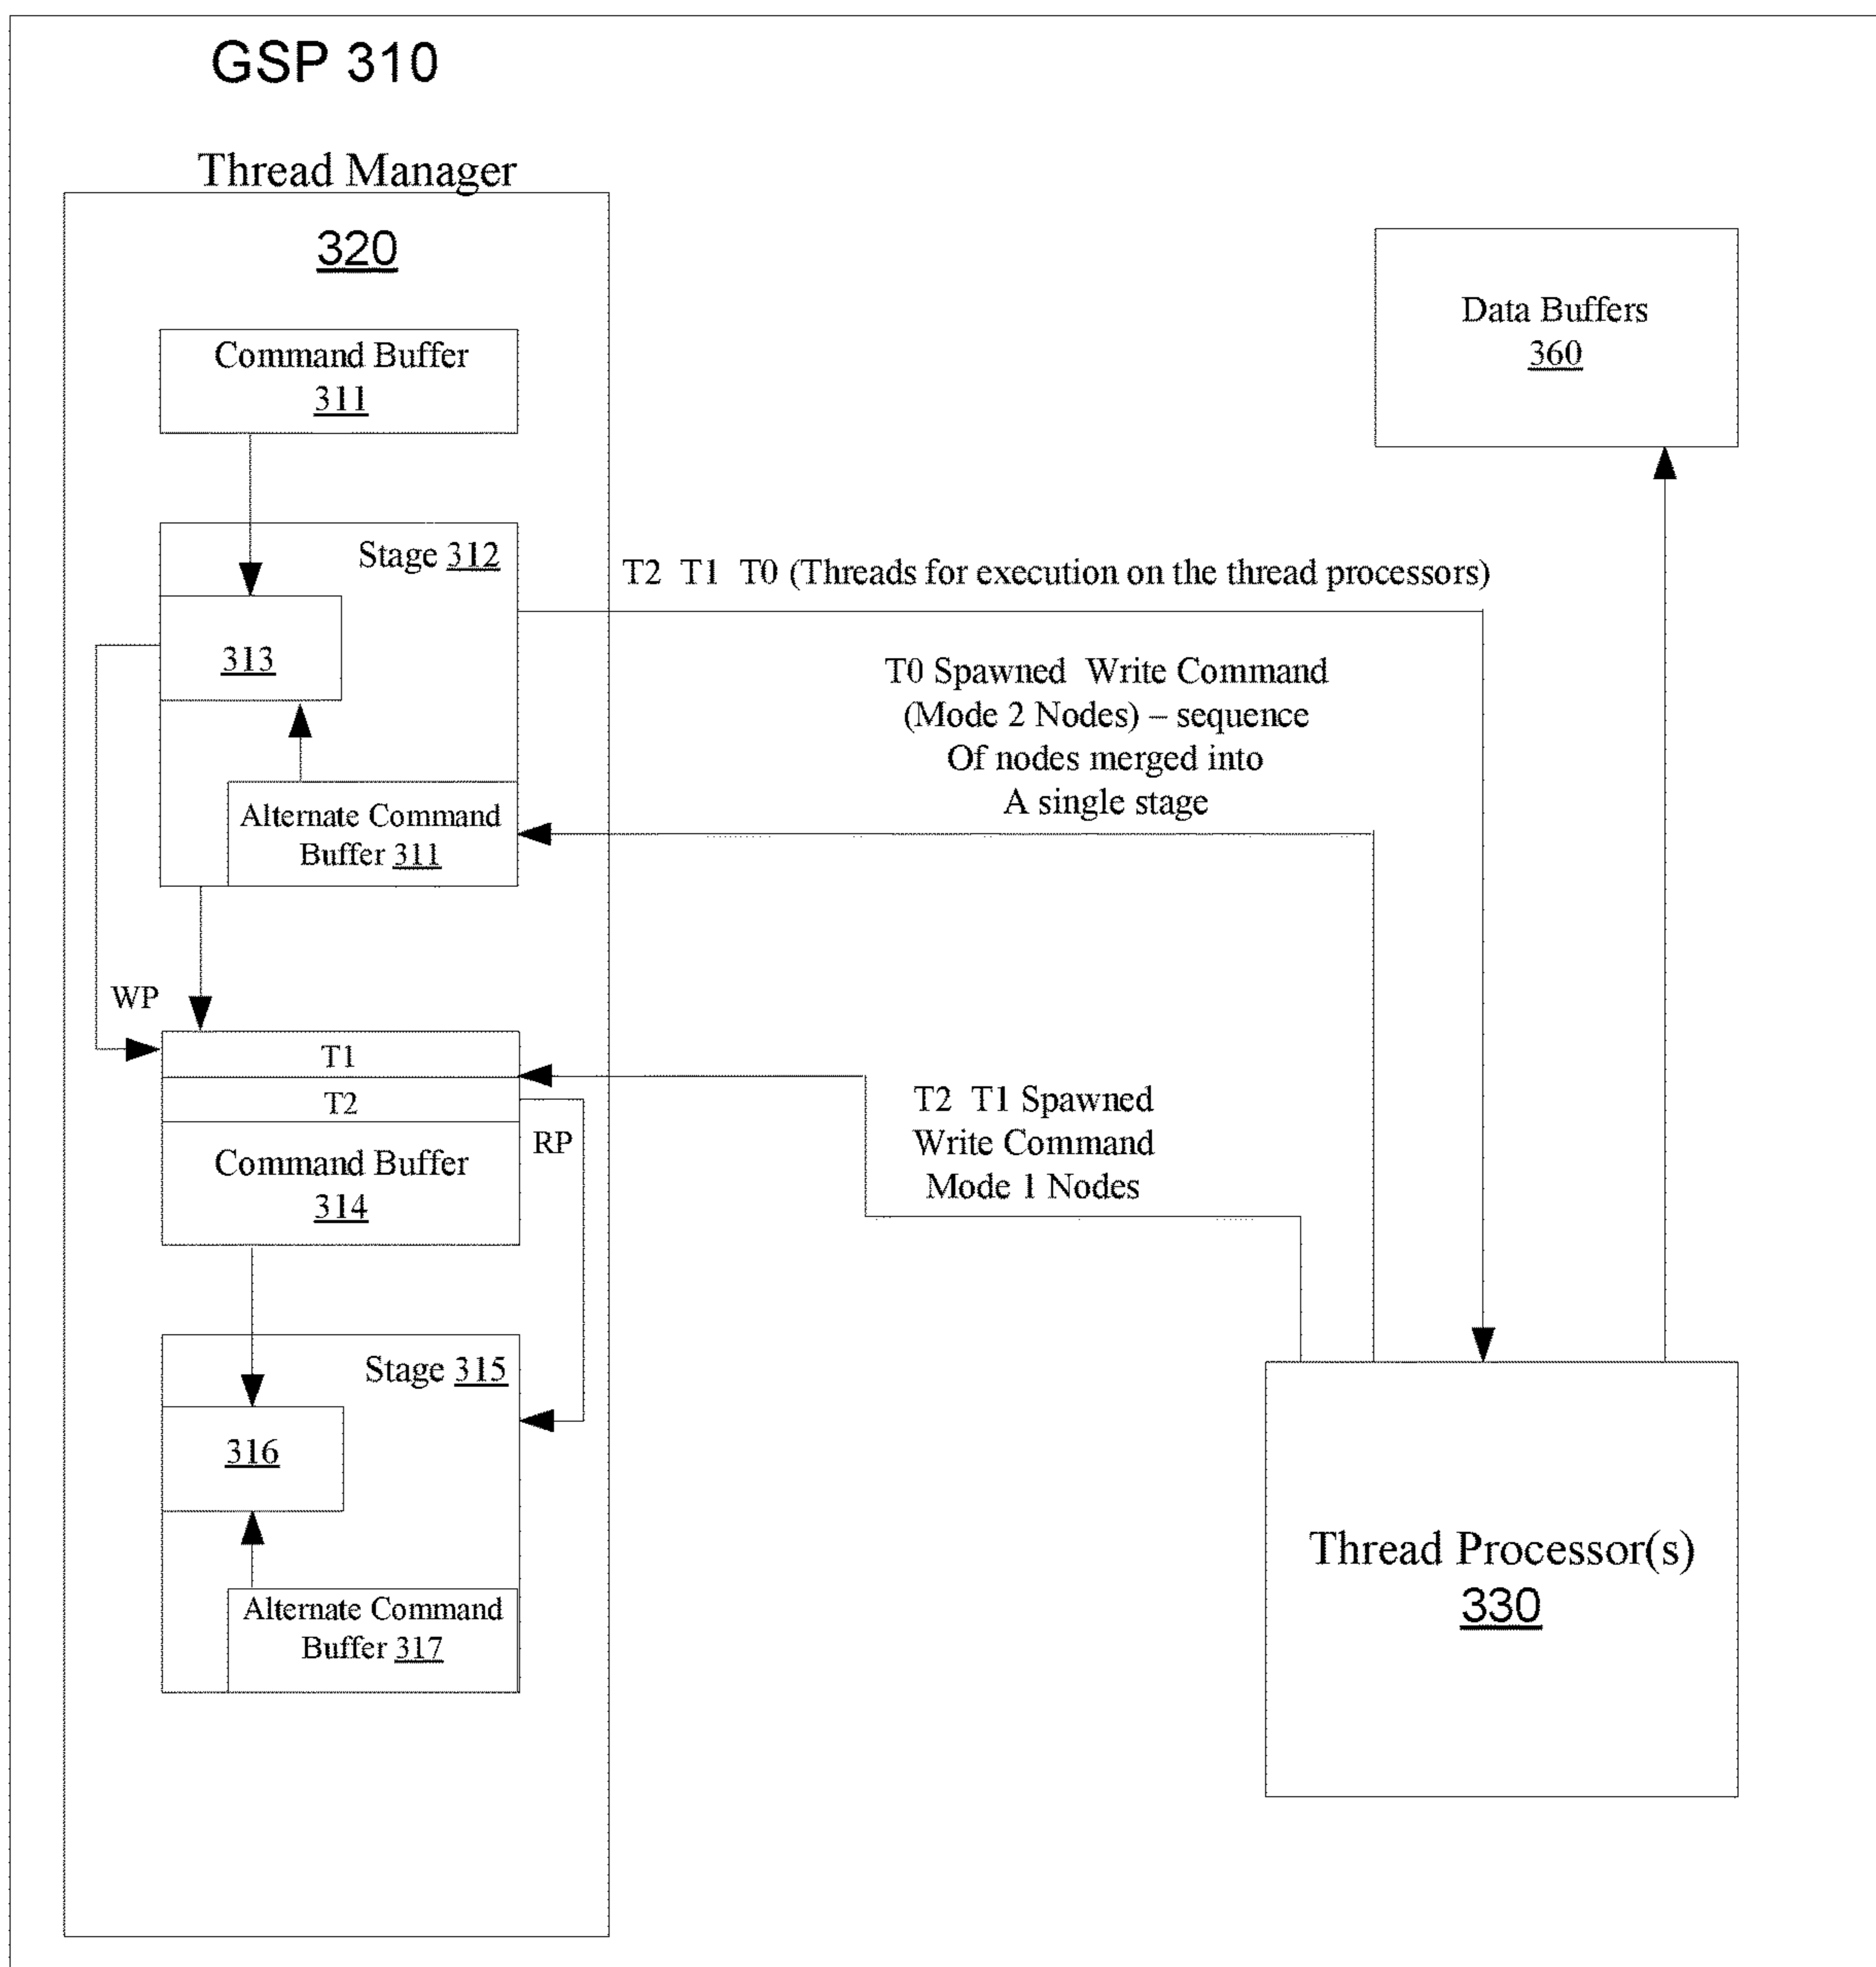 GSP 310
Thread Manager
320
Command Buffer
311
Stage 312
313
Alternate Command
Buffer 311
WP
T1
T2
RP
Command Buffer
314
Stage 315
316
Alternate Command
Buffer 317
T2 T1 T0 (Threads for execution on the thread processors)
T0 Spawned Write Command
(Mode 2 Nodes) – sequence
Of nodes merged into
A single stage
T2 T1 Spawned
Write Command
Mode 1 Nodes
Data Buffers
360
Thread Processor(s)
330